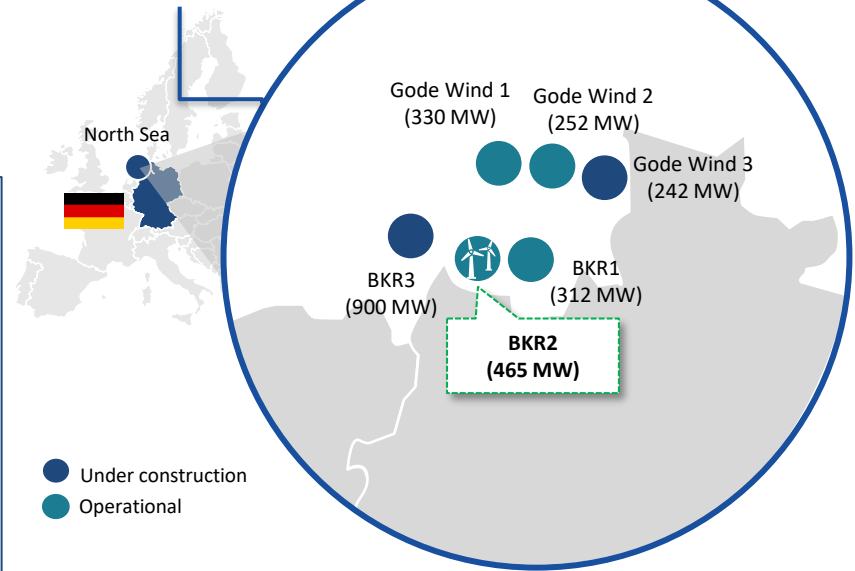 Gode Wind 1
(330 MW)
Gode Wind 2
(252 MW)
North Sea
Gode Wind 3
(242 MW)
BKR3
(900 MW)
BKR1
(312 MW)
BKR2
(465 MW)
Under construction
Operational